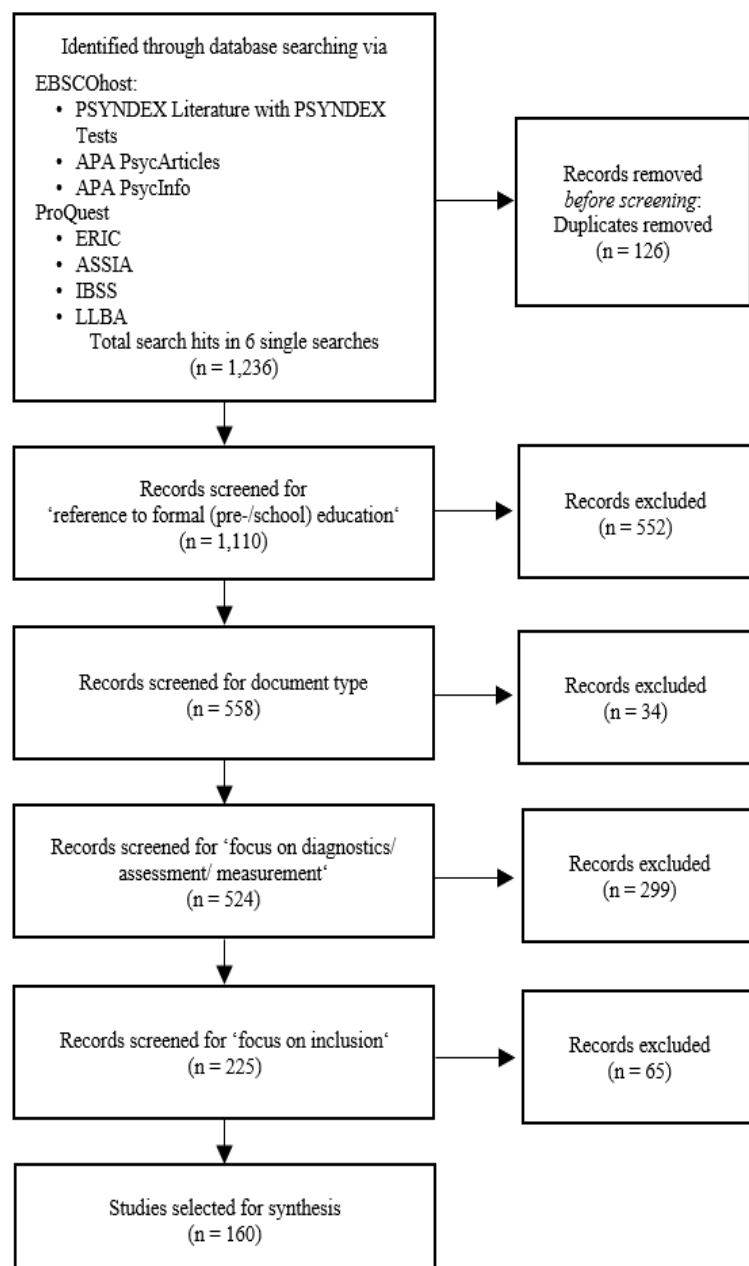 Identified through database searching via
EBSCOhost:
• PSYNDEX Literature with PSYNDEX
Tests
• APA PsycArticles
• APA PsycInfo
ProQuest
• ERIC
• ASSIA
• IBSS
• LLBA
Total search hits in 6 single searches
(n = 1,236)
Records removed
before screening:
Duplicates removed
(n = 126)
Records screened for
‘reference to formal (pre-/school) education‘
(n = 1,110)
Records excluded
(n = 552)
Records screened for document type
(n = 558)
Records excluded
(n = 34)
Records screened for ‘focus on diagnostics/
assessment/ measurement‘
(n = 524)
Records excluded
(n = 299)
Records screened for ‘focus on inclusion‘
(n = 225)
Records excluded
(n = 65)
Studies selected for synthesis
(n = 160)